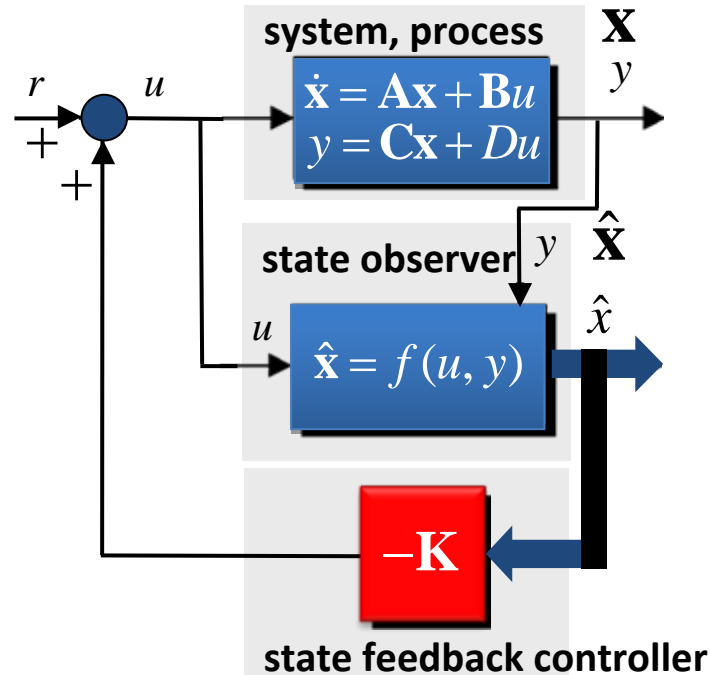 system, process
𝐱
r
u
y
+
ẋ = Ax + Bu
y = Cx + Du
+
state observer
y
x̂
x̂
u
x̂ = f(u, y)
−K
state feedback controller